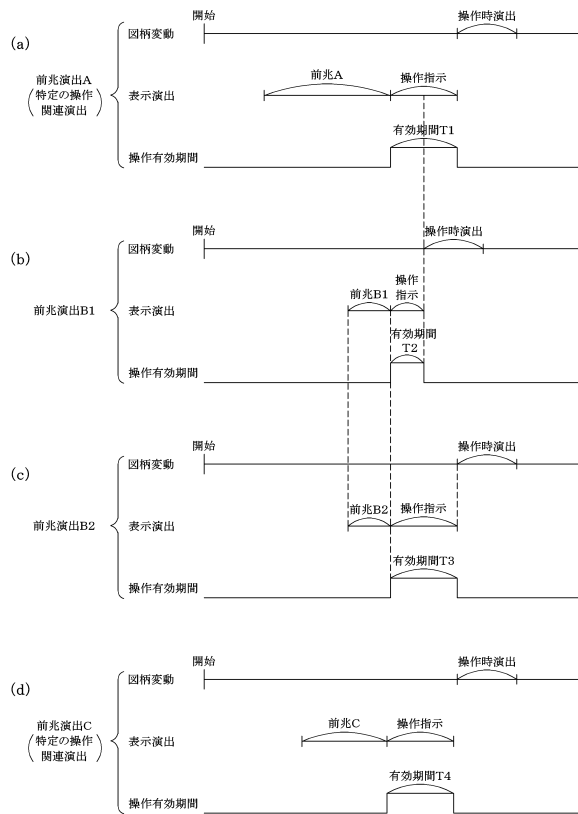 (a)
開始
図柄変動
操作時演出
前兆演出A
(特定の操作
関連演出)
表示演出
前兆A
操作指示
操作有効期間
有効期間T1
(b)
開始
図柄変動
操作時演出
前兆演出B1
表示演出
前兆B1
操作
指示
操作有効期間
有効期間
T2
(c)
開始
図柄変動
操作時演出
前兆演出B2
表示演出
前兆B2
操作指示
操作有効期間
有効期間T3
(d)
開始
図柄変動
操作時演出
前兆演出C
(特定の操作
関連演出)
表示演出
前兆C
操作指示
操作有効期間
有効期間T4